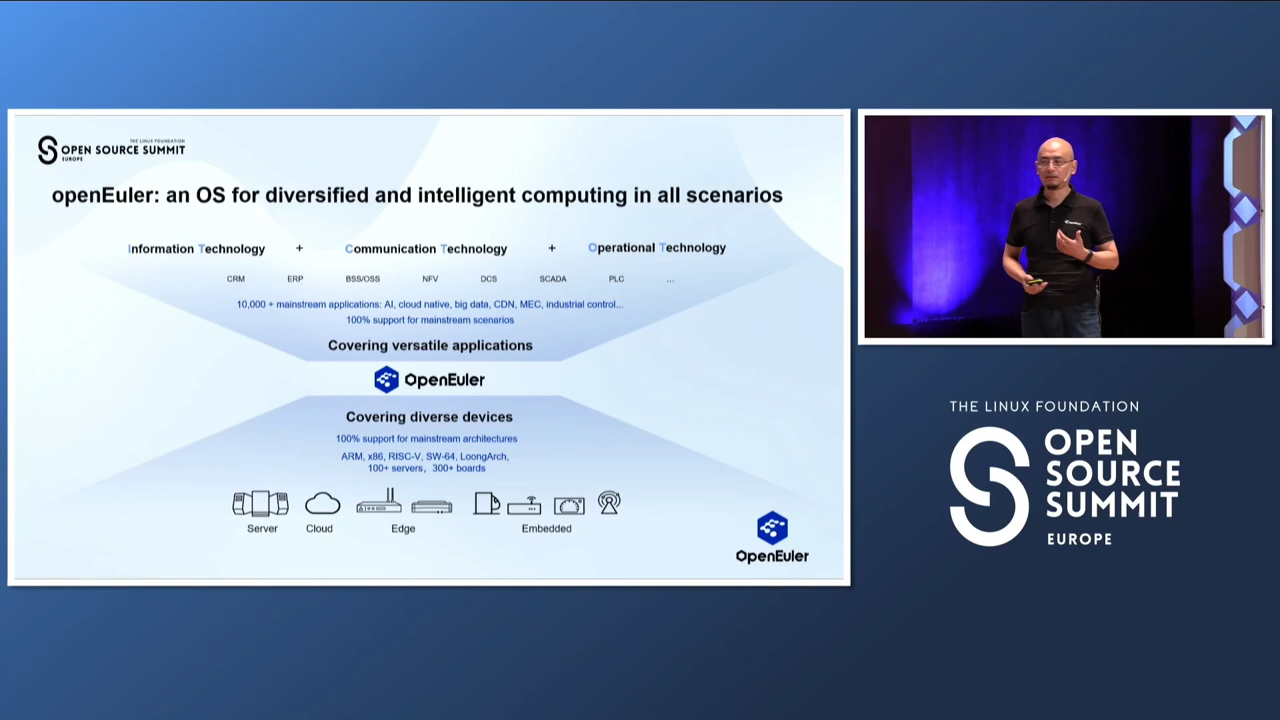 THE LINUX FOUNDATION
OPEN SOURCE SUMMIT
EUROPE
openEuler: an OS for diversified and intelligent computing in all scenarios
Information Technology + Communication Technology + Operational Technology
CRM ERP BSS/OSS NFV DCS SCADA PLC ...
10,000 + mainstream applications: AI, cloud native, big data, CDN, MEC, industrial control...
100% support for mainstream scenarios
Covering versatile applications
OpenEuler
Covering diverse devices
100% support for mainstream architectures
ARM, x86, RISC-V, SW-64, LoongArch,
100+ servers, 300+ boards
Server Cloud Edge Embedded
OpenEuler
THE LINUX FOUNDATION
OPEN
SOURCE
SUMMIT
EUROPE